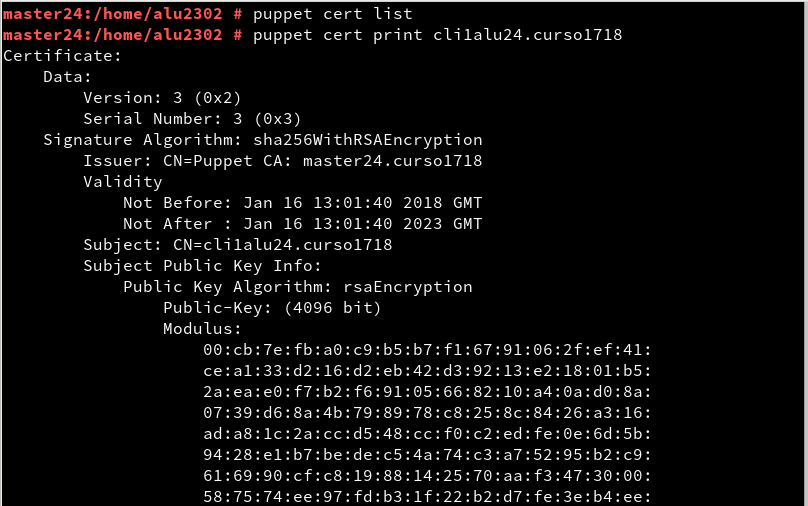 master24:/home/alu2302 # puppet cert list
master24:/home/alu2302 # puppet cert print cli1alu24.curso1718
Certificate:
    Data:
        Version: 3 (0x2)
        Serial Number: 3 (0x3)
    Signature Algorithm: sha256WithRSAEncryption
        Issuer: CN=Puppet CA: master24.curso1718
        Validity
            Not Before: Jan 16 13:01:40 2018 GMT
            Not After : Jan 16 13:01:40 2023 GMT
        Subject: CN=cli1alu24.curso1718
        Subject Public Key Info:
            Public Key Algorithm: rsaEncryption
                Public-Key: (4096 bit)
                Modulus:
                    00:cb:7e:fb:a0:c9:b5:b7:f1:67:91:06:2f:ef:41:
                    ce:a1:33:d2:16:d2:eb:42:d3:92:13:e2:18:01:b5:
                    2a:ea:e0:f7:b2:f6:91:05:66:82:10:a4:0a:d0:8a:
                    07:39:d6:8a:4b:79:89:78:c8:25:8c:84:26:a3:16:
                    ad:a8:1c:2a:cc:d5:48:cc:f0:c2:ed:fe:0e:6d:5b:
                    94:28:e1:b7:be:de:c5:4a:74:c3:a7:52:95:b2:c9:
                    61:69:90:cf:c8:19:88:14:25:70:aa:f3:47:30:00:
                    58:75:74:ee:97:fd:b3:1f:22:b2:d7:fe:3e:b4:ee: